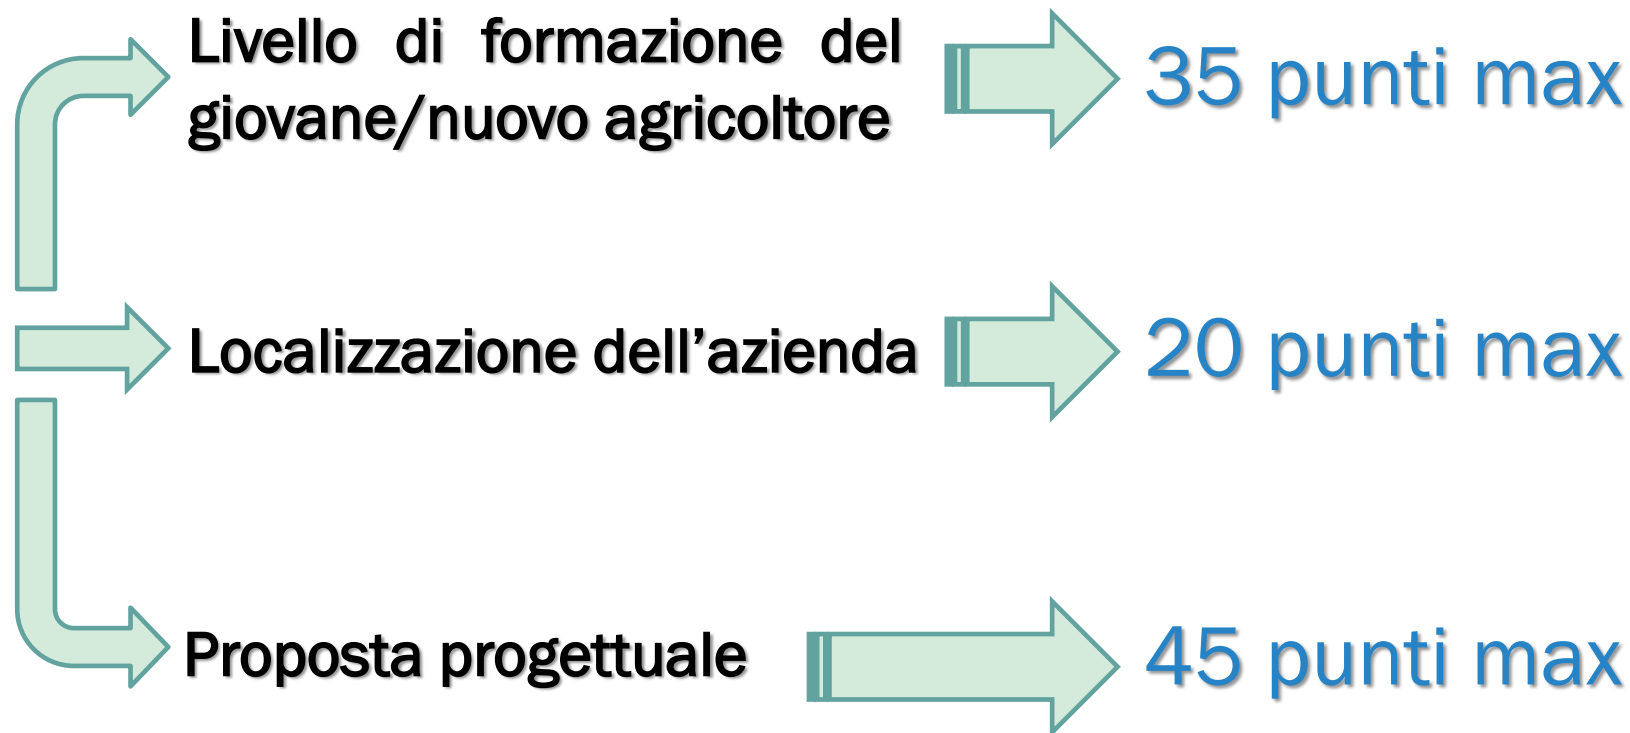 Livello di formazione del
giovane/nuovo agricoltore
35 punti max
Localizzazione dell’azienda
20 punti max
Proposta progettuale
45 punti max